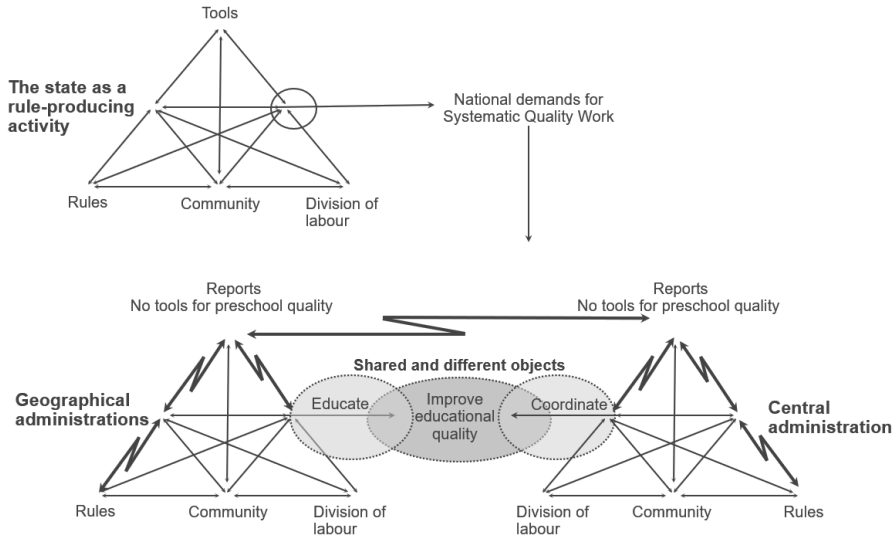 Tools
The state as a
rule-producing
activity
National demands for
Systematic Quality Work
Rules
Community
Division of
labour
Reports
No tools for preschool quality
Reports
No tools for preschool quality
Shared and different objects
Geographical
administrations
Educate
Improve
educational
quality
Coordinate
Central
administration
Rules
Community
Division of
labour
Division of
labour
Community
Rules